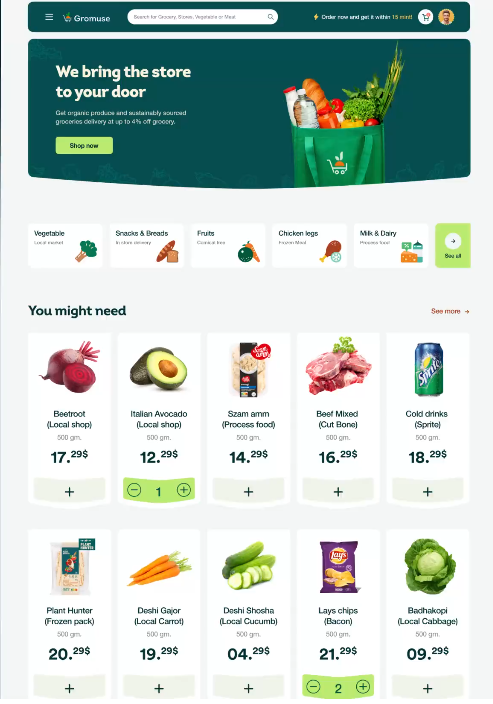 Gromuse
Search for Grocery, Stores, Vegetable or Meat
Order now and get it within 15 mint!
We bring the store
to your door
Get organic produce and sustainably sourced
groceries delivery at up to 4% off grocery.
Shop now
Vegetable
Local market
Snacks & Breads
In store delivery
Fruits
Cramical free
Chicken legs
Frozen Meal
Milk & Dairy
Process food
See all
You might need
See more
Sprite
Beetroot
(Local shop)
500 gm.
17.29$
Italian Avocado
(Local shop)
500 gm.
12.29$
1
Szam amm
(Process food)
500 gm.
14.29$
Beef Mixed
(Cut Bone)
500 gm.
16.29$
Cold drinks
(Sprite)
500 gm.
18.29$
PLANT
HUNTER
Lay's
Plant Hunter
(Frozen pack)
500 gm.
20.29$
Deshi Gajor
(Local Carrot)
500 gm.
19.29$
Deshi Shosha
(Local Cucumb)
500 gm.
04.29$
Lays chips
(Bacon)
500 gm.
21.29$
2
Badhakopi
(Local Cabbage)
500 gm.
09.29$